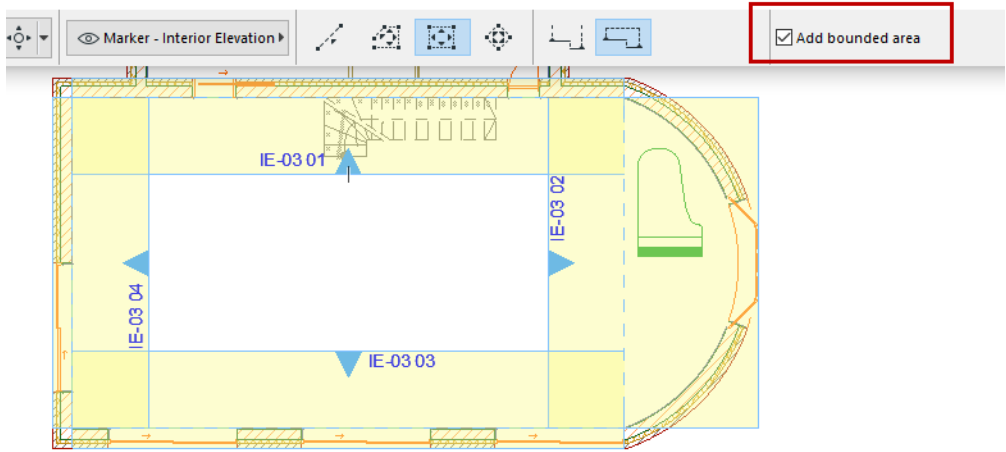 Marker - Interior Elevation
Add bounded area
IE-03 01
IE-03 02
IE-03 04
IE-03 03